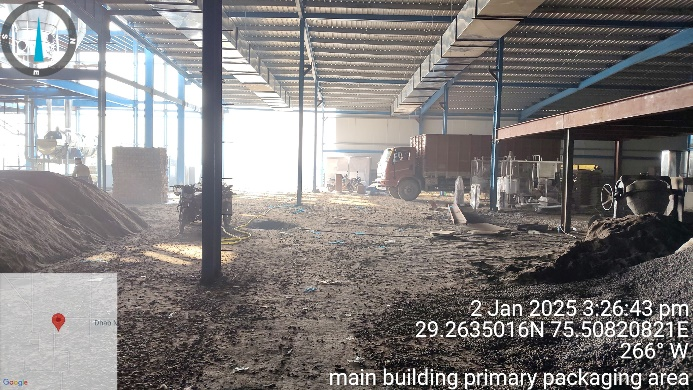 W
N
S
E
Google
2 Jan 2025 3:26:43 pm
29.2635016N 75.50820821E
266° W
main building primary packaging area